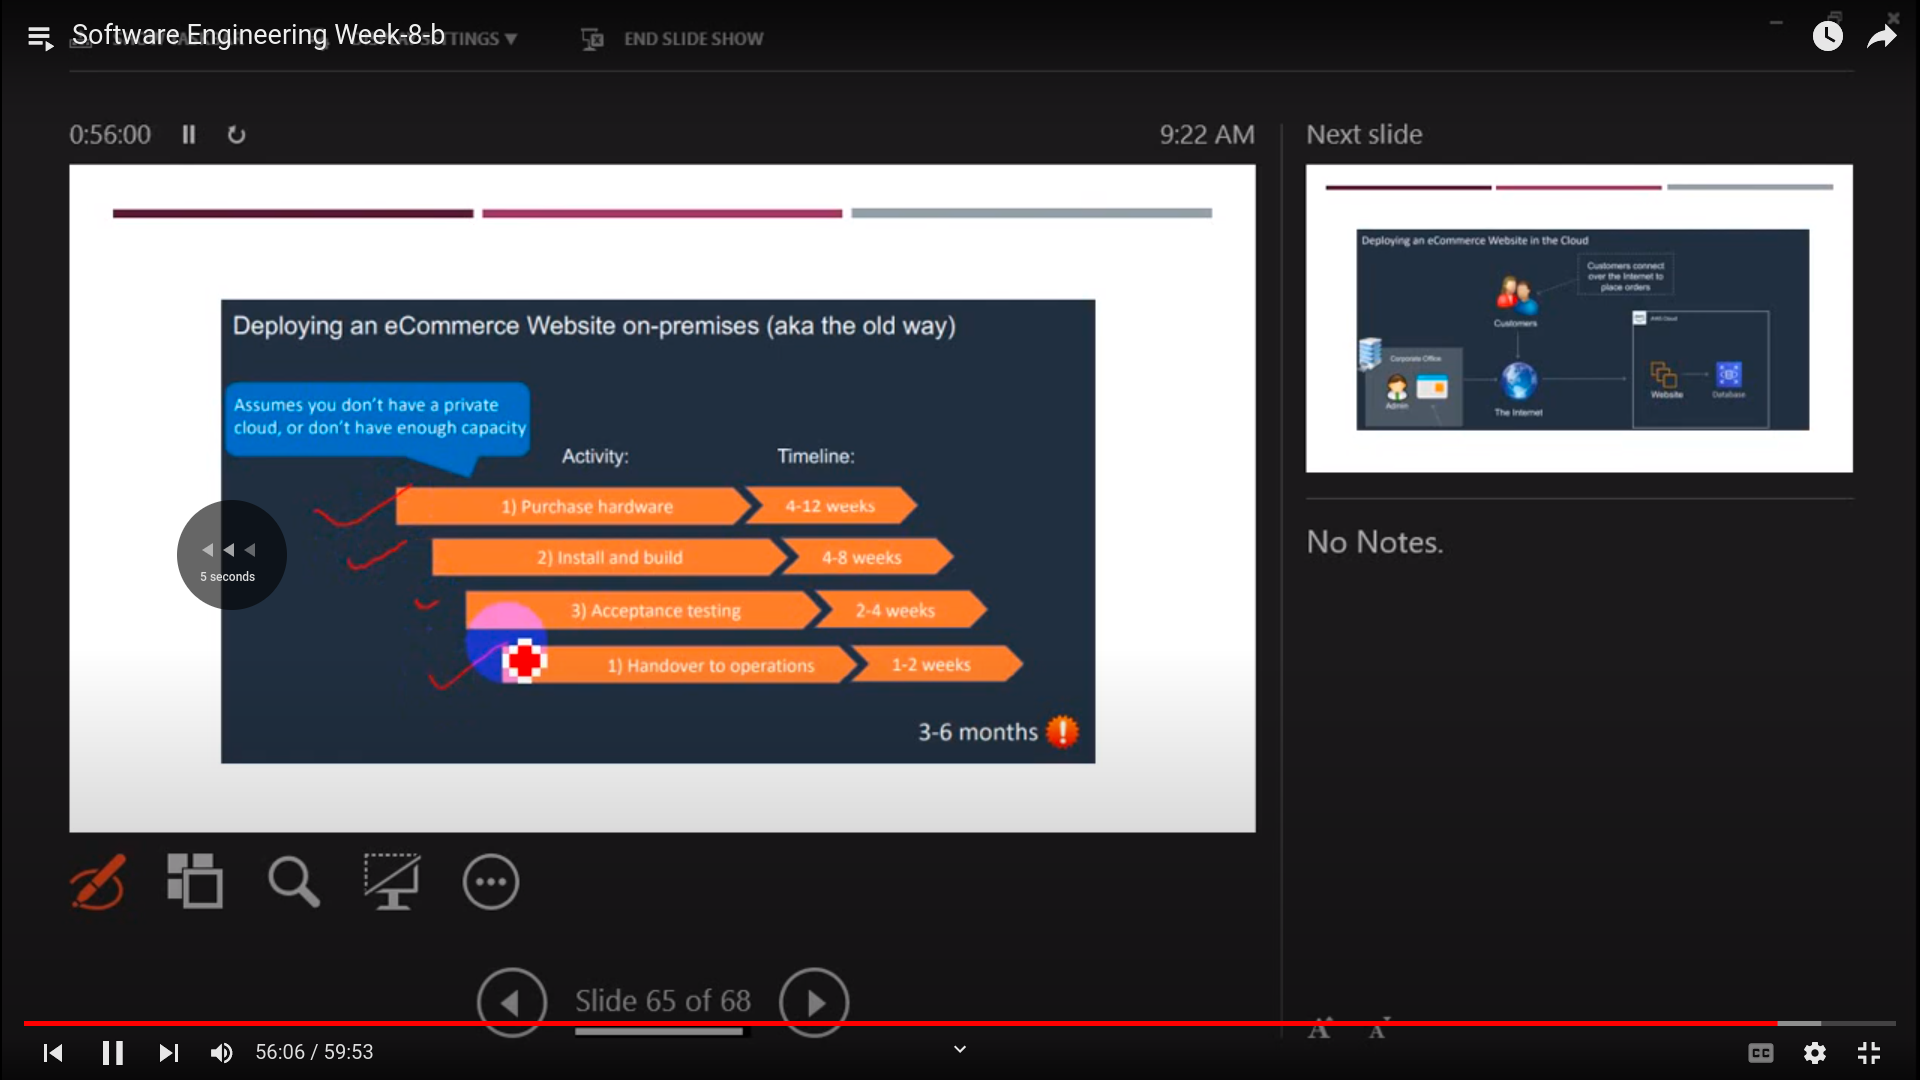 Software Engineering Week-8-b
END SLIDE SHOW
0:56:00
9:22 AM
Next slide
Deploying an eCommerce Website on-premises (aka the old way)
Assumes you don't have a private
cloud, or don't have enough capacity
Activity:
Timeline:
1) Purchase hardware
4-12 weeks
2) Install and build
4-8 weeks
3) Acceptance testing
2-4 weeks
1) Handover to operations
1-2 weeks
3-6 months
5 seconds
Deploying an eCommerce Website in the Cloud
Customers connect
over the Internet to
place orders
Customers
AWS Cloud
Corporate Office
Admin
The Internet
Website
Database
No Notes.
Slide 65 of 68
A A
56:06 / 59:53
CC